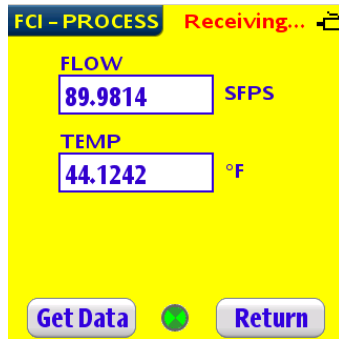 FCI – PROCESS Receiving...
FLOW
89.9814 SFPS
TEMP
44.1242 °F
Get Data Return